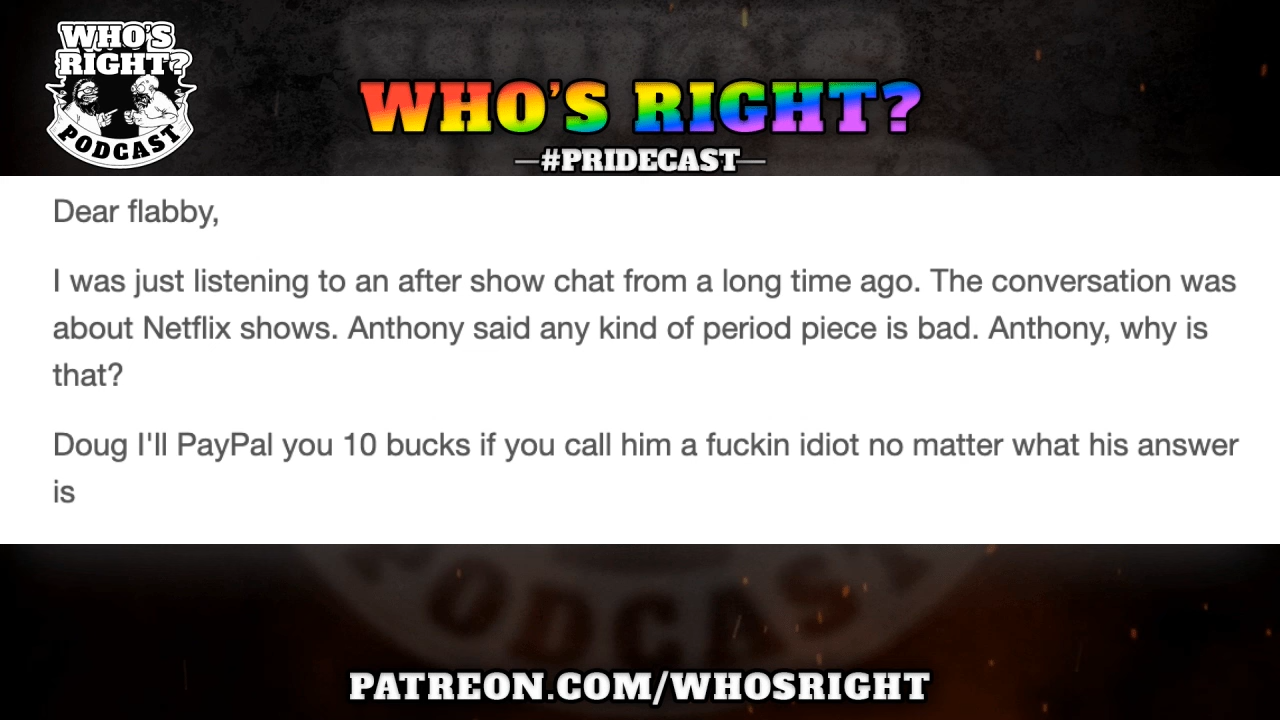 WHO'S
RIGHT?
PODCAST
WHO'S RIGHT?
—#PRIDECAST—
Dear flabby,
I was just listening to an after show chat from a long time ago. The conversation was
about Netflix shows. Anthony said any kind of period piece is bad. Anthony, why is
that?
Doug I'll PayPal you 10 bucks if you call him a fuckin idiot no matter what his answer
is
PODCAST
PATREON.COM/WHOSRIGHT